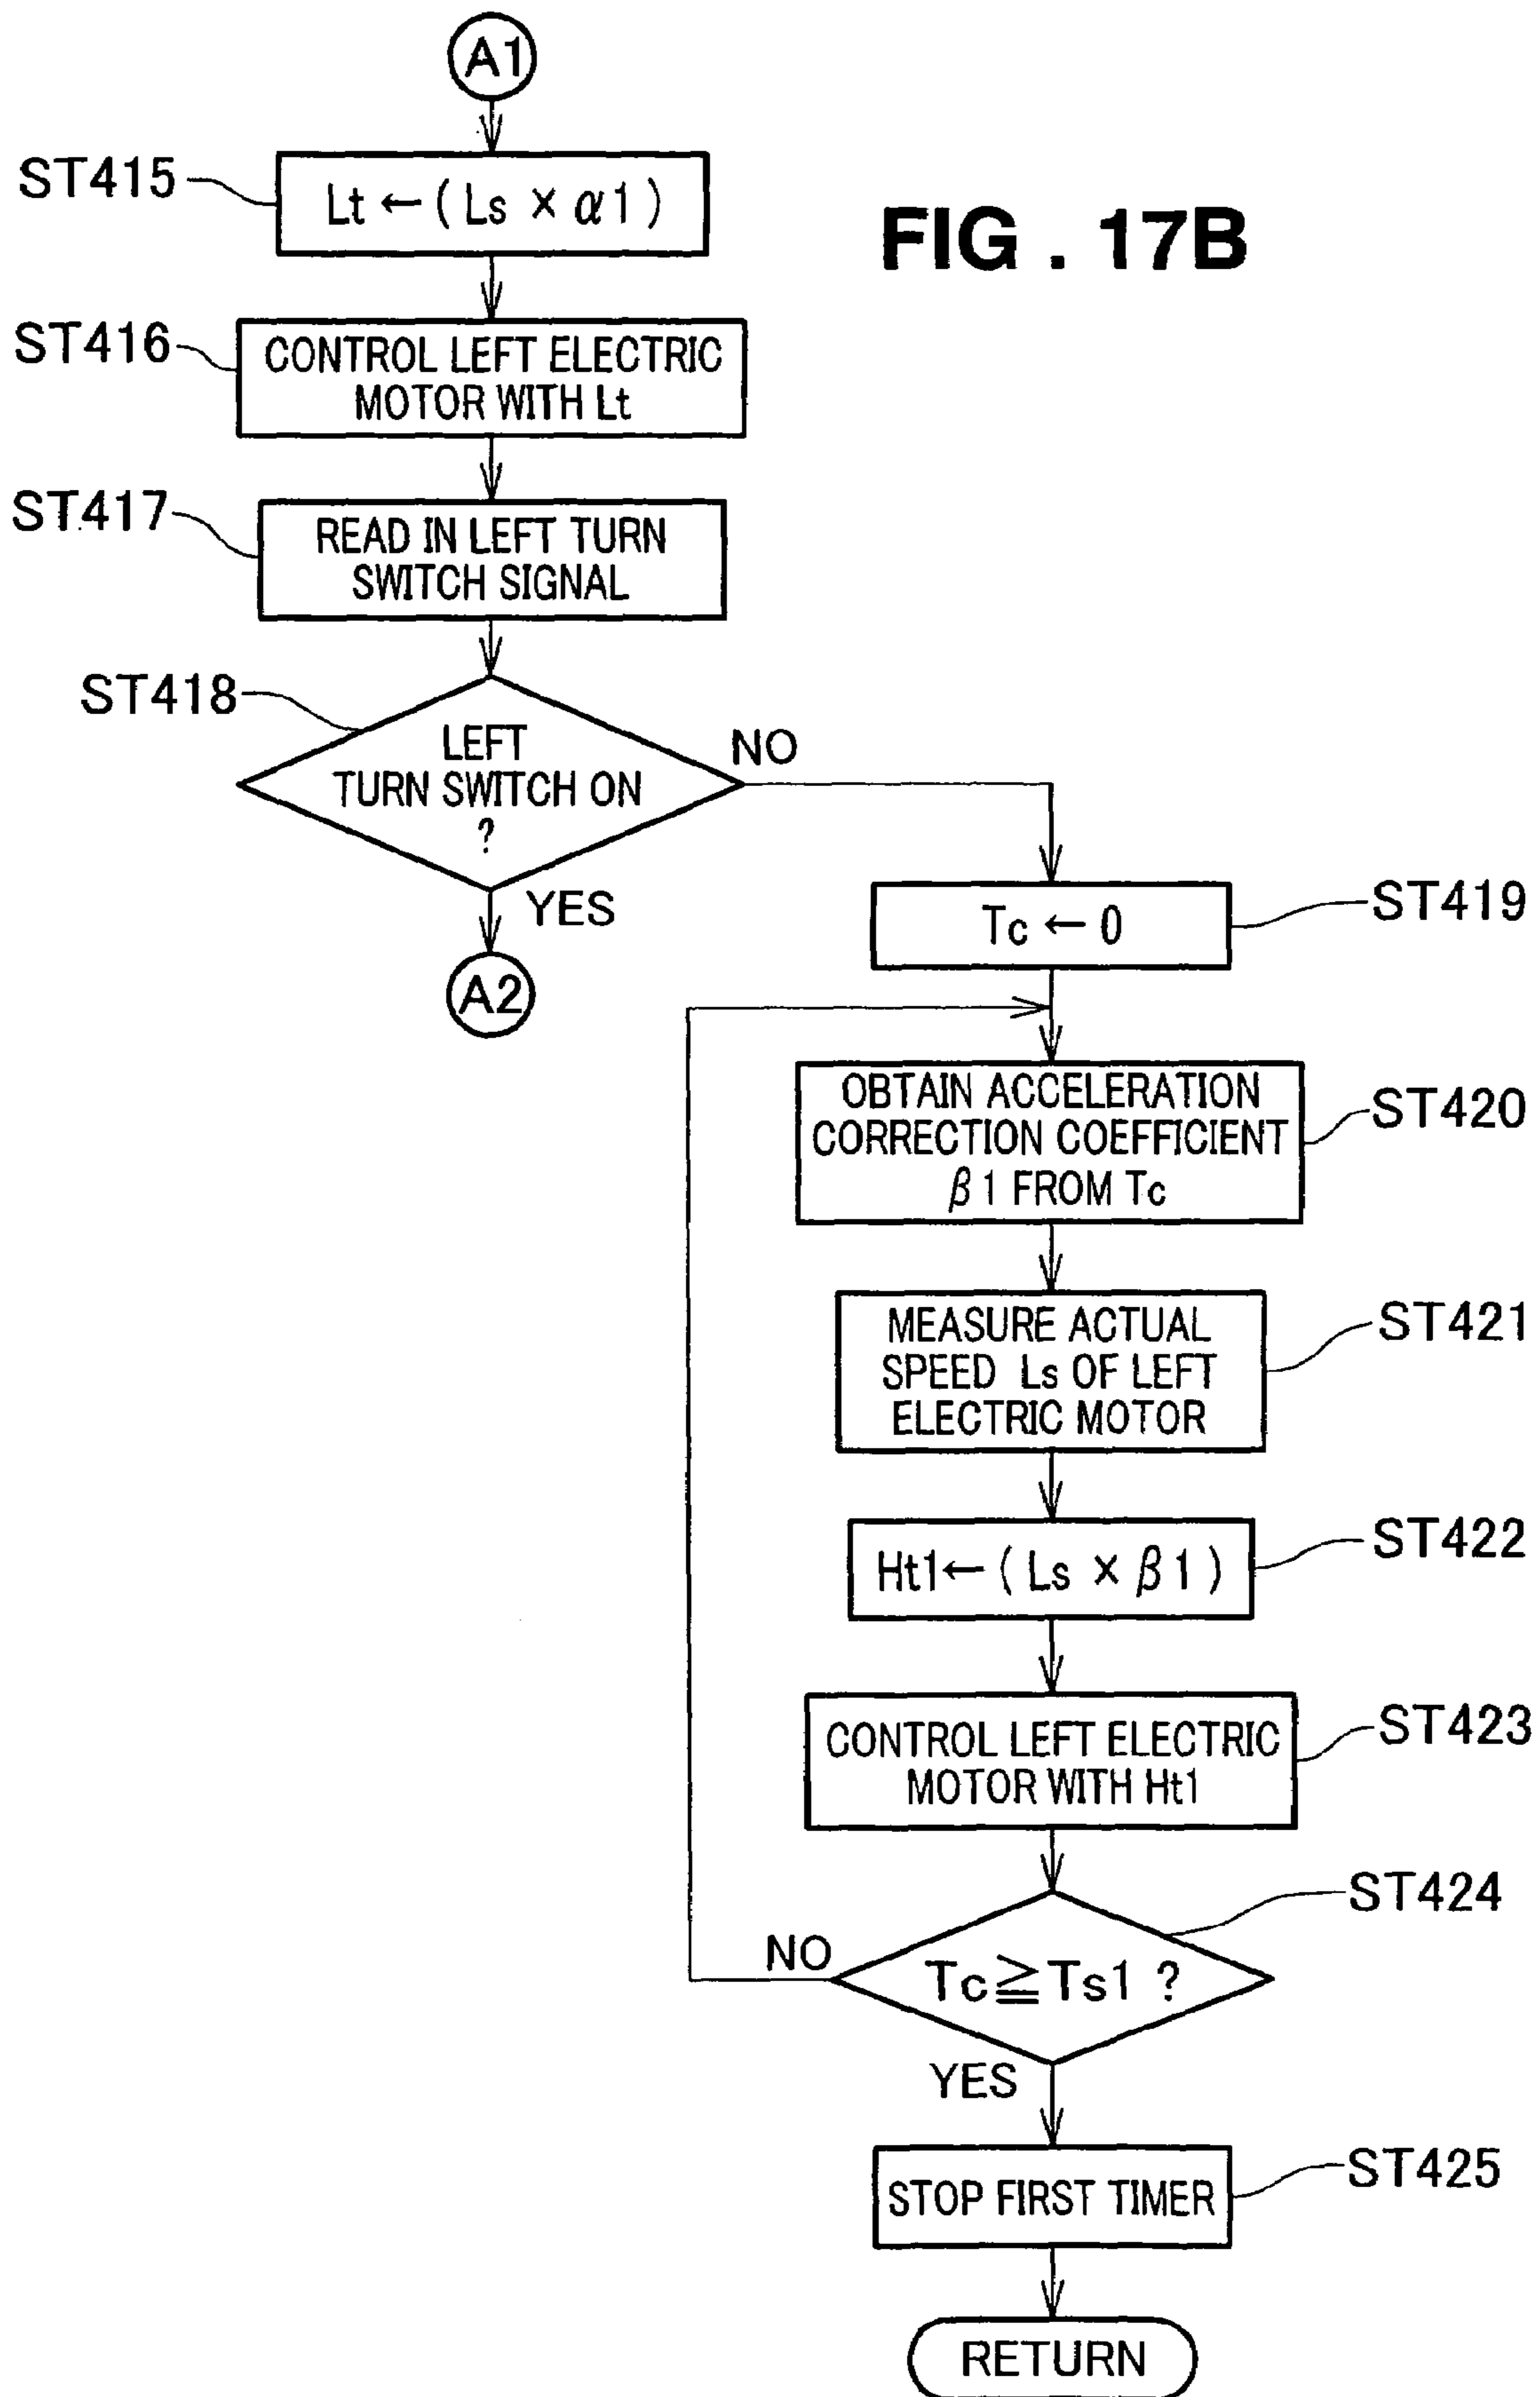 A1
ST415
Lt ← ( Ls × α1 )
FIG . 17B
ST416
CONTROL LEFT ELECTRIC
MOTOR WITH Lt
ST417
READ IN LEFT TURN
SWITCH SIGNAL
ST418
LEFT
TURN SWITCH ON
?
NO
YES
A2
Tc ← 0
ST419
OBTAIN ACCELERATION
CORRECTION COEFFICIENT
β1 FROM Tc
ST420
MEASURE ACTUAL
SPEED Ls OF LEFT
ELECTRIC MOTOR
ST421
Ht1← ( Ls × β1 )
ST422
CONTROL LEFT ELECTRIC
MOTOR WITH Ht1
ST423
ST424
NO
Tc≧Ts1 ?
YES
STOP FIRST TIMER
ST425
RETURN